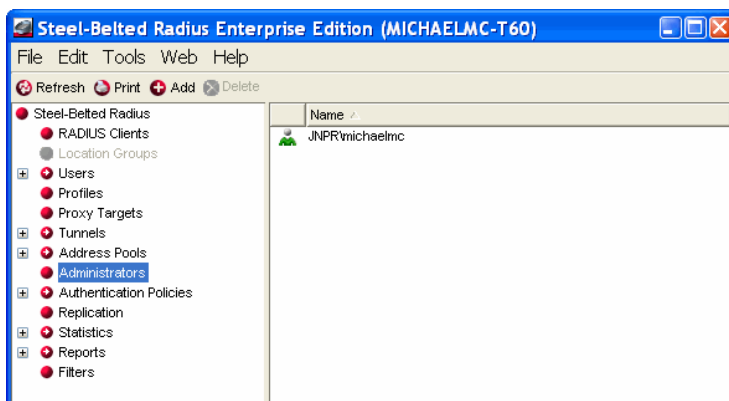 Steel-Belted Radius Enterprise Edition (MICHAELMC-T60)
File Edit Tools Web Help
Refresh Print Add Delete
Steel-Belted Radius
RADIUS Clients
Location Groups
Users
Profiles
Proxy Targets
Tunnels
Address Pools
Administrators
Authentication Policies
Replication
Statistics
Reports
Filters
Name
JNPR\michaelmc